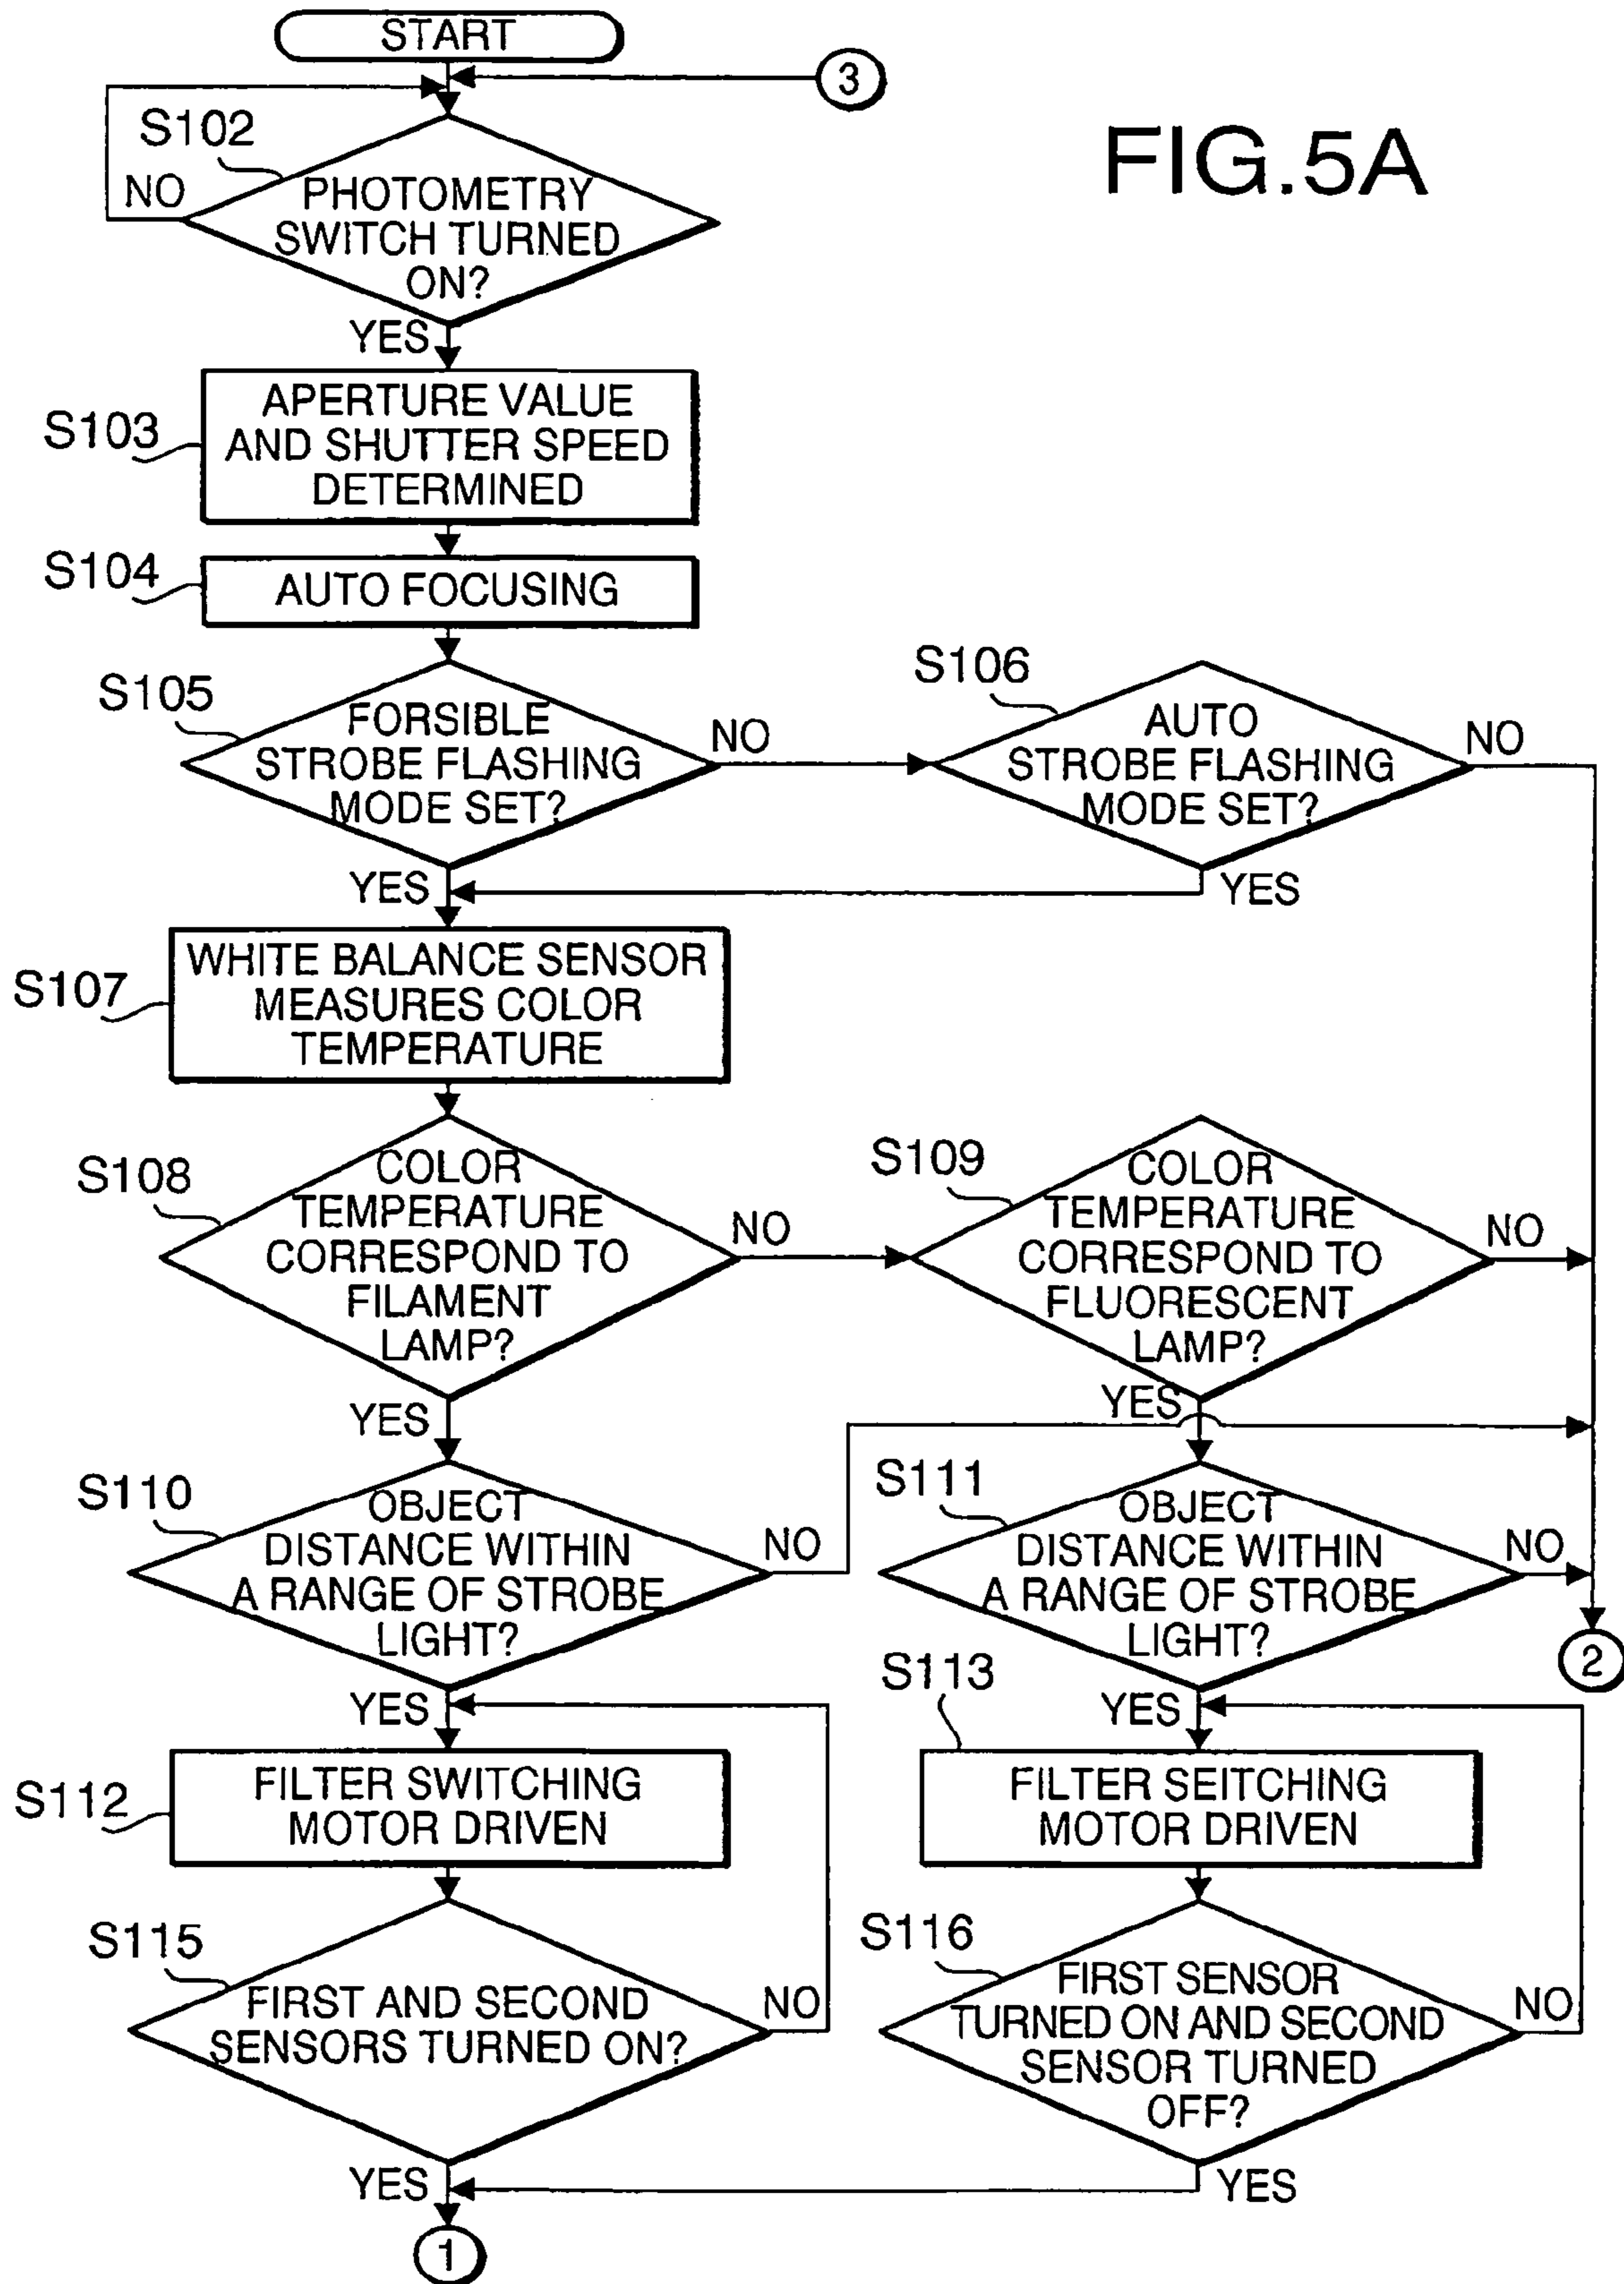 START
3
FIG.5A
S102
NO
PHOTOMETRY
SWITCH TURNED
ON?
YES
S103
APERTURE VALUE
AND SHUTTER SPEED
DETERMINED
S104
AUTO FOCUSING
S105
FORSIBLE
STROBE FLASHING
MODE SET?
NO
YES
S106
AUTO
STROBE FLASHING
MODE SET?
NO
YES
S107
WHITE BALANCE SENSOR
MEASURES COLOR
TEMPERATURE
S108
COLOR
TEMPERATURE
CORRESPOND TO
FILAMENT
LAMP?
NO
YES
S109
COLOR
TEMPERATURE
CORRESPOND TO
FLUORESCENT
LAMP?
NO
YES
S110
OBJECT
DISTANCE WITHIN
A RANGE OF STROBE
LIGHT?
NO
YES
S111
OBJECT
DISTANCE WITHIN
A RANGE OF STROBE
LIGHT?
NO
YES
2
S112
FILTER SWITCHING
MOTOR DRIVEN
S113
FILTER SEITCHING
MOTOR DRIVEN
S115
FIRST AND SECOND
SENSORS TURNED ON?
NO
YES
S116
FIRST SENSOR
TURNED ON AND SECOND
SENSOR TURNED
OFF?
NO
YES
1